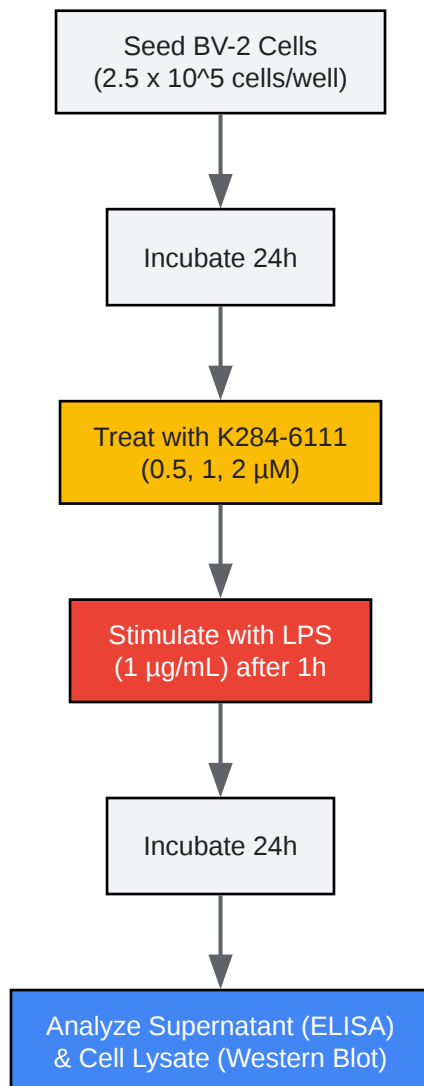 Seed BV-2 Cells
(2.5 x 10^5 cells/well)
Incubate 24h
Treat with K284-6111
(0.5, 1, 2 µM)
Stimulate with LPS
(1 µg/mL) after 1h
Incubate 24h
Analyze Supernatant (ELISA)
& Cell Lysate (Western Blot)